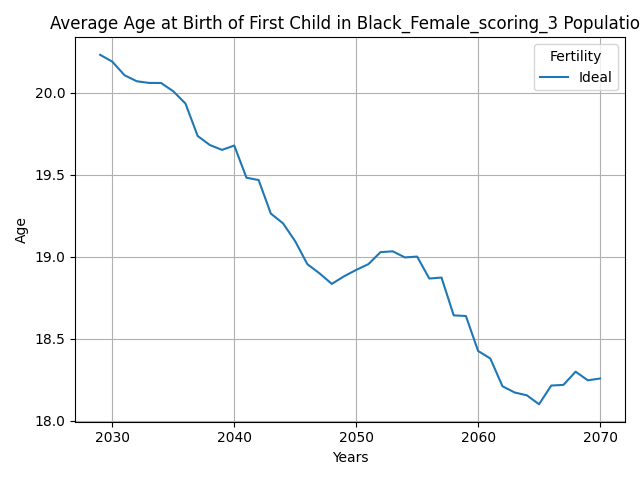 Average Age at Birth of First Child in Black_Female_scoring_3 Populatio
Fertility
Ideal
20.0
19.5
19.0
18.5
18.0
Age
2030 2040 2050 2060 2070
Years